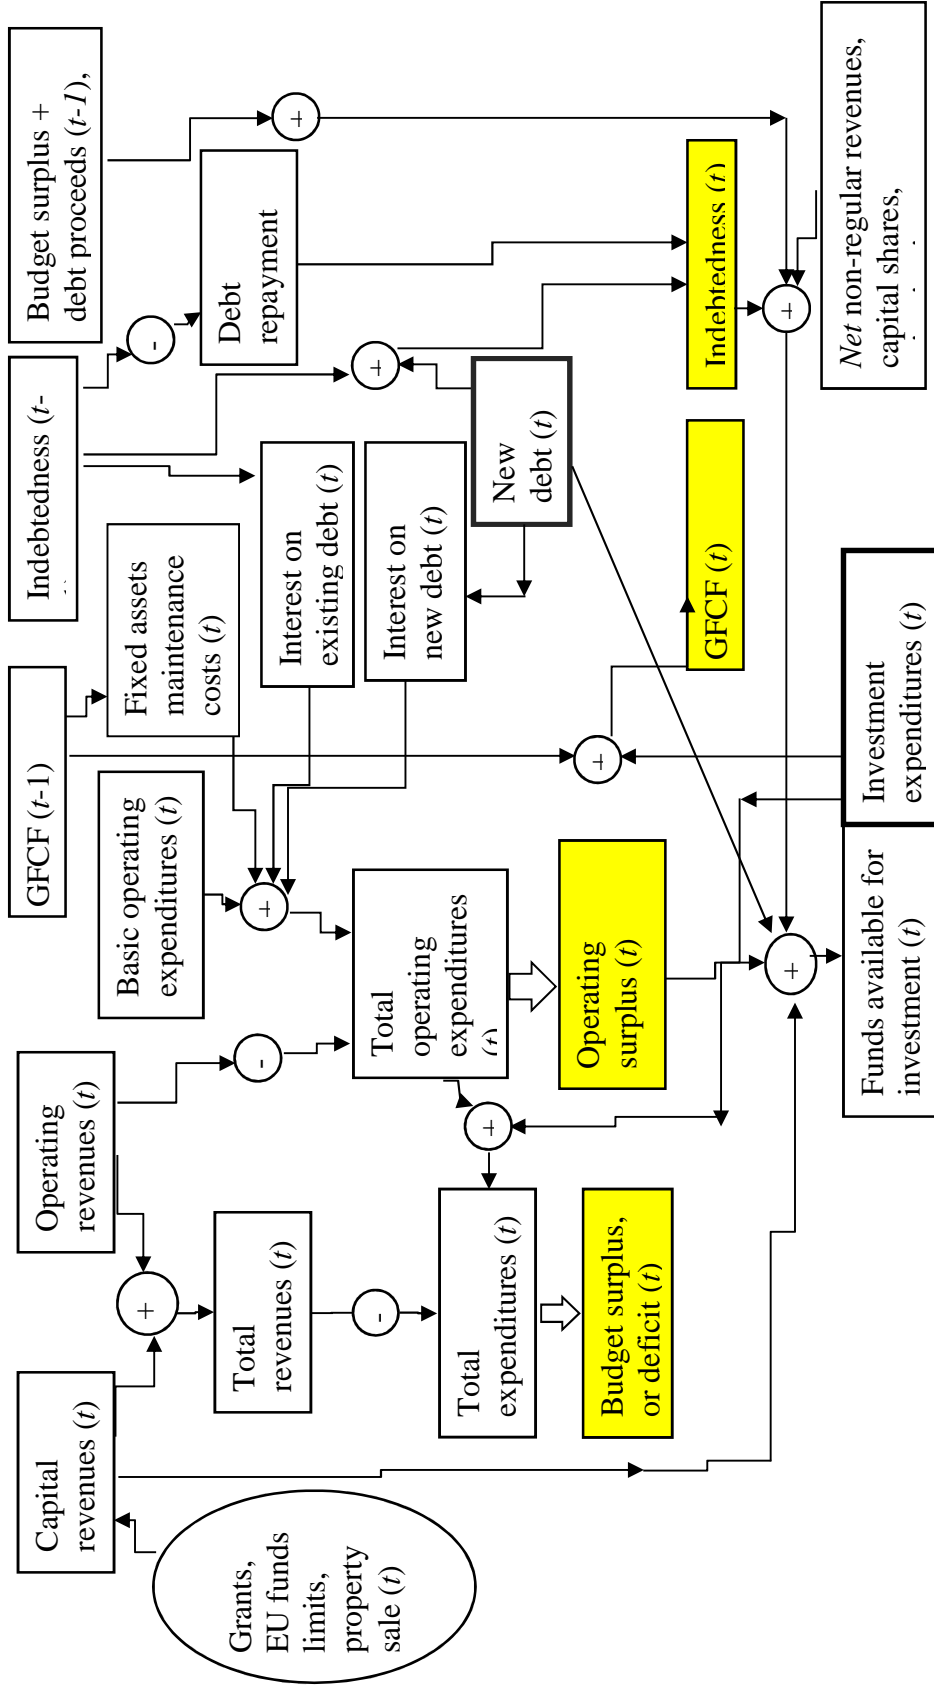 Grants,
EU funds
limits,
property
sale (t)
Capital
revenues (t)
+
Operating
revenues (t)
Total
revenues (t)
-
Total
expenditures (t)
Budget surplus,
or deficit (t)
-
Basic operating
expenditures (t)
+
Total
operating
expenditures
(t)
+
Operating
surplus (t)
+
Funds available for
investment (t)
GFCF (t-1)
Fixed assets
maintenance
costs (t)
Interest on
existing debt (t)
Interest on
new debt (t)
New
debt (t)
+
GFCF (t)
Investment
expenditures (t)
Indebtedness (t-
-
+
Debt
repayment
Indebtedness (t)
+
Budget surplus +
debt proceeds (t-1),
+
Net non-regular revenues,
capital shares,